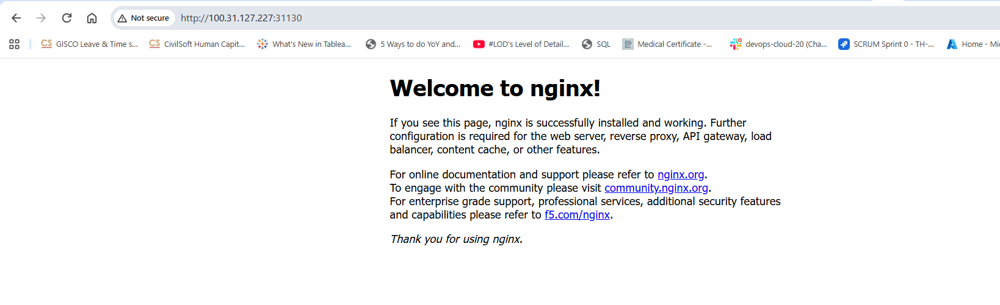 Not secure
http://100.31.127.227:31130
GISCO Leave & Time s...
CS CivilSoft Human Capit...
What's New in Tablea...
5 Ways to do YoY and...
#LOD's Level of Detail...
SQL
Medical Certificate -...
devops-cloud-20 (Cha...
SCRUM Sprint 0 - TH-...
Home - Mi
Welcome to nginx!
If you see this page, nginx is successfully installed and working. Further
configuration is required for the web server, reverse proxy, API gateway, load
balancer, content cache, or other features.
For online documentation and support please refer to nginx.org.
To engage with the community please visit community.nginx.org.
For enterprise grade support, professional services, additional security features
and capabilities please refer to f5.com/nginx.
Thank you for using nginx.